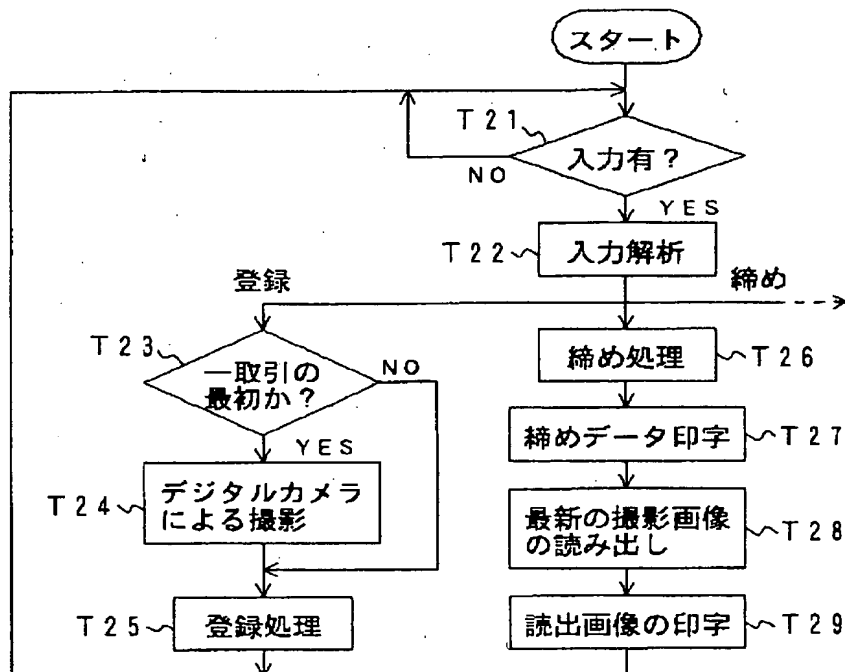 スタート
T21
入力有?
NO
YES
T22
入力解析
登録
締め
T23
一取引の
最初か?
NO
YES
T24
デジタルカメラ
による撮影
T25
登録処理
締め処理
T26
締めデータ印字
T27
最新の撮影画像
の読み出し
T28
読出画像の印字
T29